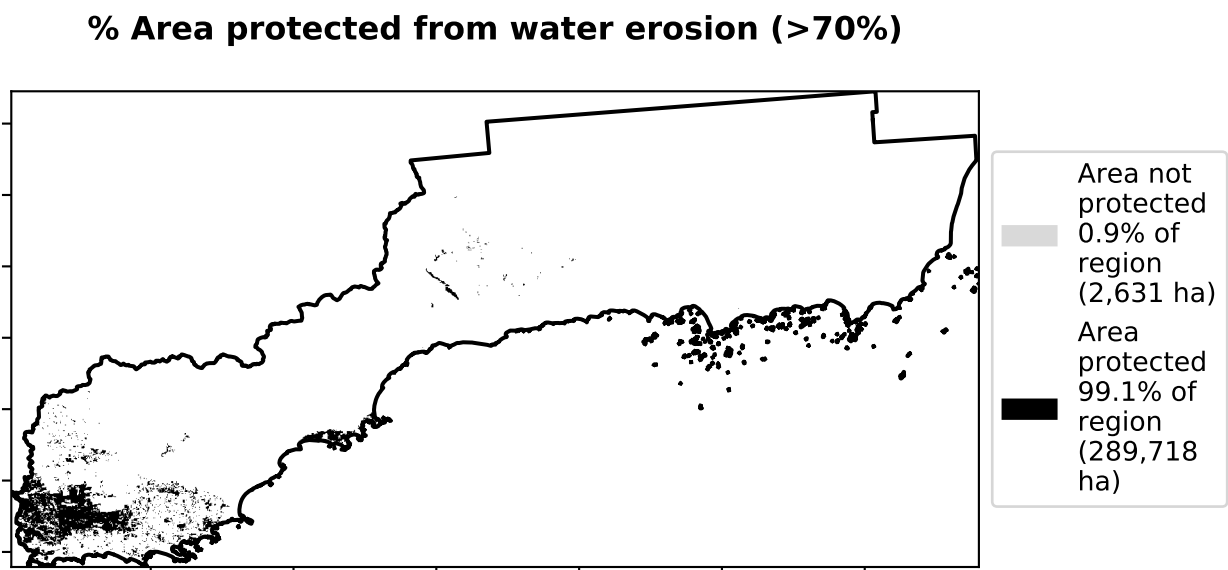 % Area protected from water erosion (>70%)
Area not
protected
0.9% of
region
(2,631 ha)
Area
protected
99.1% of
region
(289,718
ha)